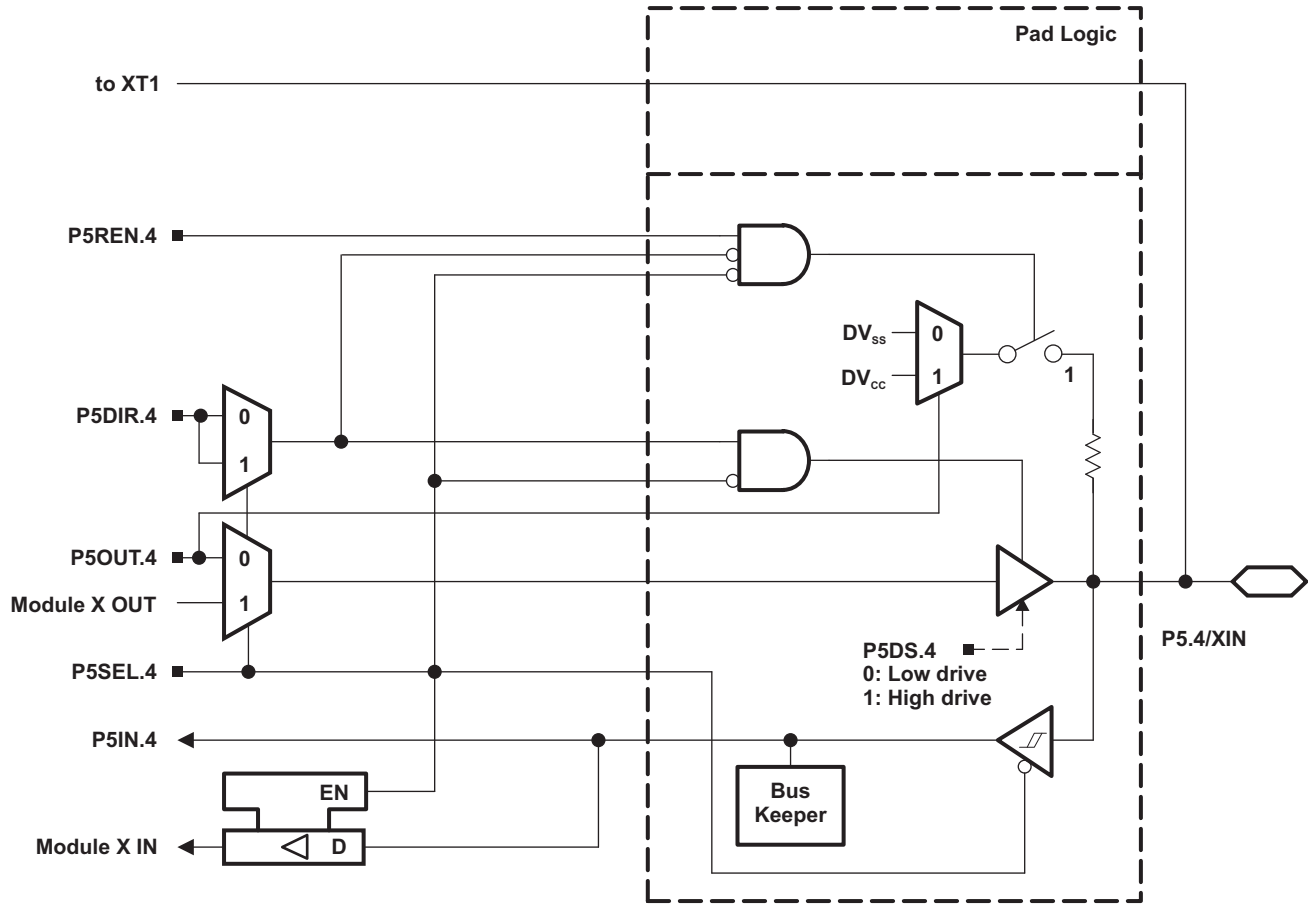 Pad Logic
to XT1
P5REN.4
DVSS
0
DVCC
1
1
P5DIR.4
0
1
P5OUT.4
0
Module X OUT
1
P5DS.4
0: Low drive
1: High drive
P5.4/XIN
P5SEL.4
P5IN.4
Bus
Keeper
EN
D
Module X IN